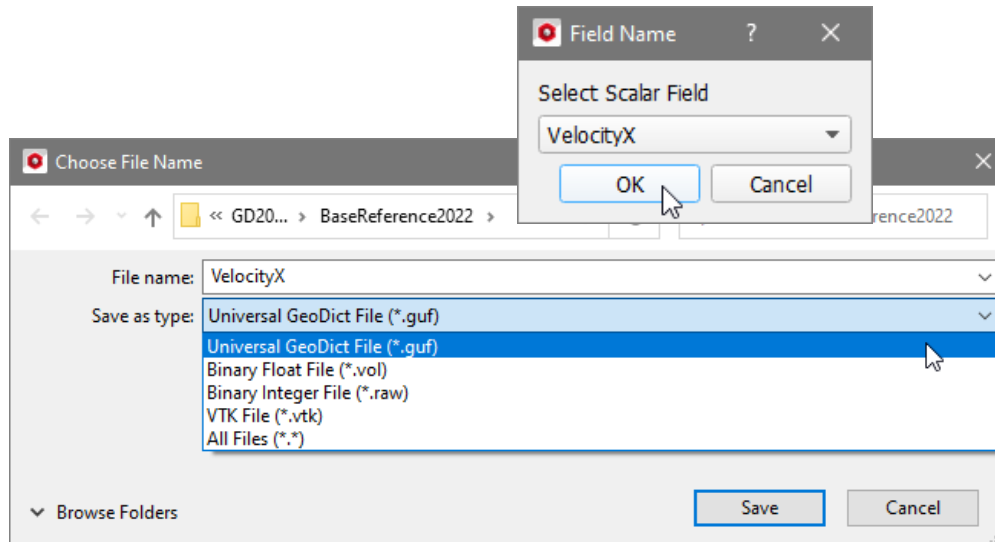 Field Name
Select Scalar Field
VelocityX
OK Cancel
Choose File Name
« GD20... › BaseReference2022 ›
rence2022
File name: VelocityX
Save as type: Universal GeoDict File (*.guf)
Universal GeoDict File (*.guf)
Binary Float File (*.vol)
Binary Integer File (*.raw)
VTK File (*.vtk)
All Files (*.*)
Browse Folders
Save Cancel